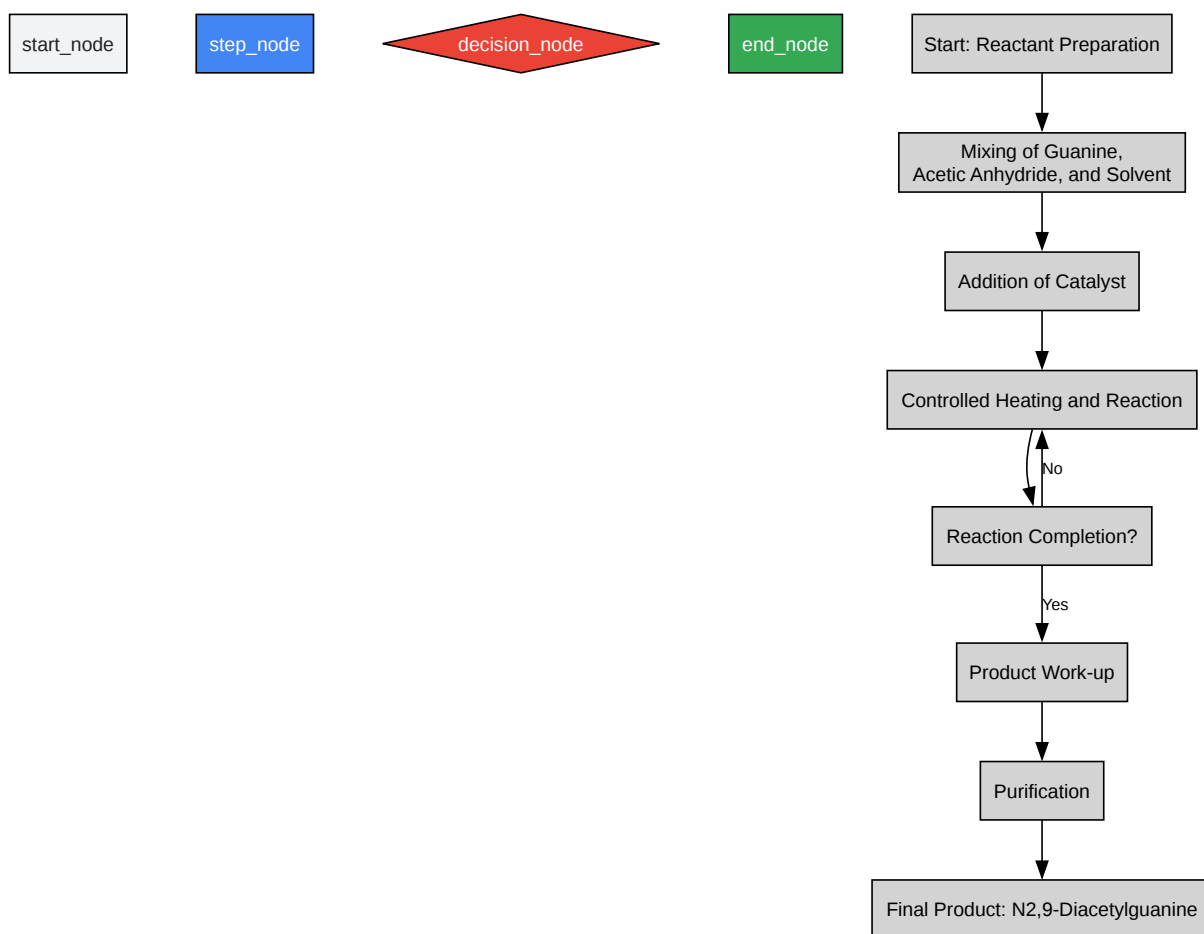 start_node
step_node
decision_node
end_node
Start: Reactant Preparation
Mixing of Guanine,
Acetic Anhydride, and Solvent
Addition of Catalyst
Controlled Heating and Reaction
No
Reaction Completion?
Yes
Product Work-up
Purification
Final Product: N2,9-Diacetylguanine